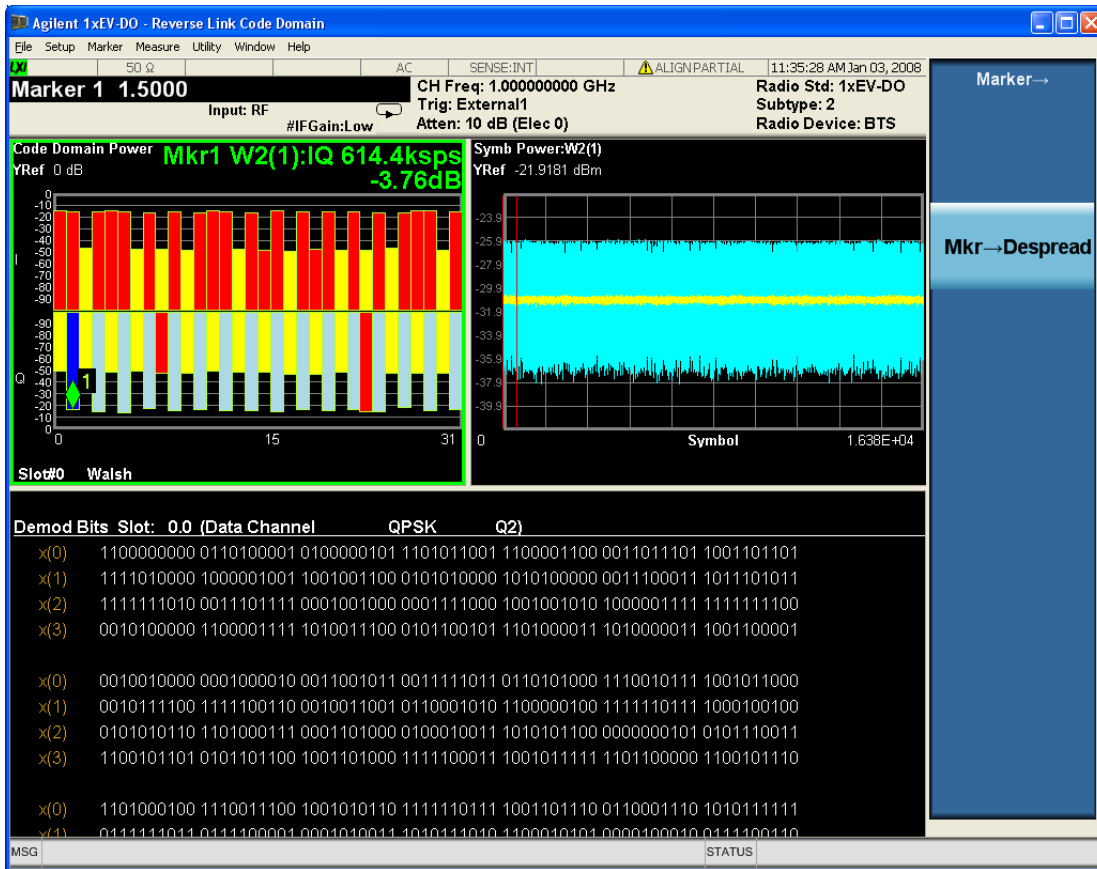 Agilent 1xEV-DO - Reverse Link Code Domain
File Setup Marker Measure Utility Window Help
LXI 50 Ω AC SENSE:INT ALIGN PARTIAL 11:35:28 AM Jan 03, 2008
Marker 1 1.5000
Input: RF
#IFGain:Low
CH Freq: 1.000000000 GHz
Trig: External1
Atten: 10 dB (Elec 0)
Radio Std: 1xEV-DO
Subtype: 2
Radio Device: BTS
Marker→
Mkr→Despread
Code Domain Power
Mkr1 W2(1):IQ 614.4ksps
YRef 0 dB
-3.76dB
0
-10
-20
-30
-40
-50
-60
-70
-80
-90
I
-90
-80
-70
-60
-50
-40
-30
-20
-10
0
Q
1
0 15 31
Slot#0 Walsh
Symb Power:W2(1)
YRef -21.9181 dBm
-23.9
-25.9
-27.9
-29.9
-31.9
-33.9
-35.9
-37.9
-39.9
0 Symbol 1.638E+04
Demod Bits Slot: 0.0 (Data Channel QPSK Q2)
x(0) 1100000000 0110100001 0100000101 1101011001 1100001100 0011011101 1001101101
x(1) 1111010000 1000001001 1001001100 0101010000 1010100000 0011100011 1011101011
x(2) 1111111010 0011101111 0001001000 0001111000 1001001010 1000001111 1111111100
x(3) 0010100000 1100001111 1010011100 0101100101 1101000011 1010000011 1001100001
x(0) 0010010000 0001000010 0011001011 0011111011 0110101000 1110010111 1001011000
x(1) 0010111100 1111100110 0010011001 0110001010 1100000100 1111110111 1000100100
x(2) 0101010110 1101000111 0001101000 0100010011 1010101100 0000000101 0101110011
x(3) 1100101101 0101101100 1001101000 1111100011 1001011111 1101100000 1100101110
x(0) 1101000100 1110011100 1001010110 1111110111 1001101110 0110001110 1010111111
x(1) 0111111011 0111100001 0001010011 1010111010 1100010101 0000100010 0111100110
MSG STATUS